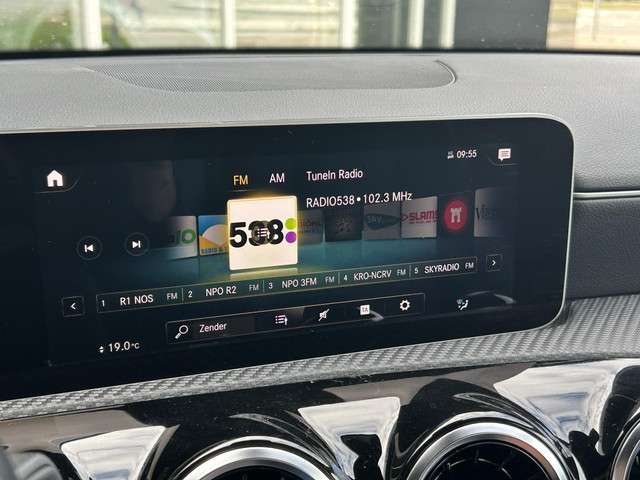 09:55
FM AM TuneIn Radio
RADIO538 • 102.3 MHz
538
SLAM!
1 R1 NOS FM 2 NPO R2 FM 3 NPO 3FM FM 4 KRO-NCRV FM 5 SKYRADIO FM
Zender
19.0°C